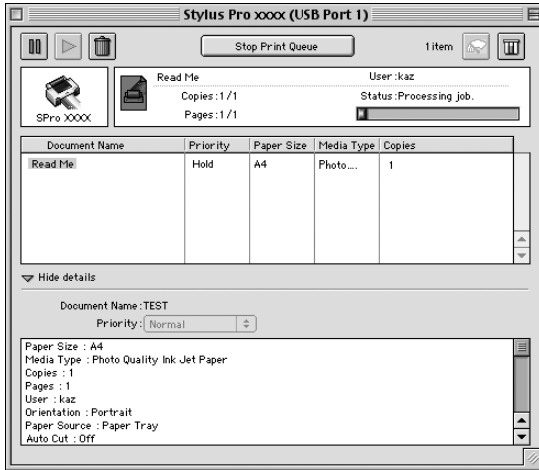 Stylus Pro xxxx (USB Port 1)
Stop Print Queue
1 item
Read Me User :kaz
Copies :1 /1 Status :Processing job.
Pages :1 /1
SPro XXXX
Document Name Priority Paper Size Media Type Copies
Read Me Hold A4 Photo.... 1
Hide details
Document Name :TEST
Priority : Normal
Paper Size : A4
Media Type : Photo Quality Ink Jet Paper
Copies : 1
Pages : 1
User : kaz
Orientation : Portrait
Paper Source : Paper Tray
Auto Cut : Off